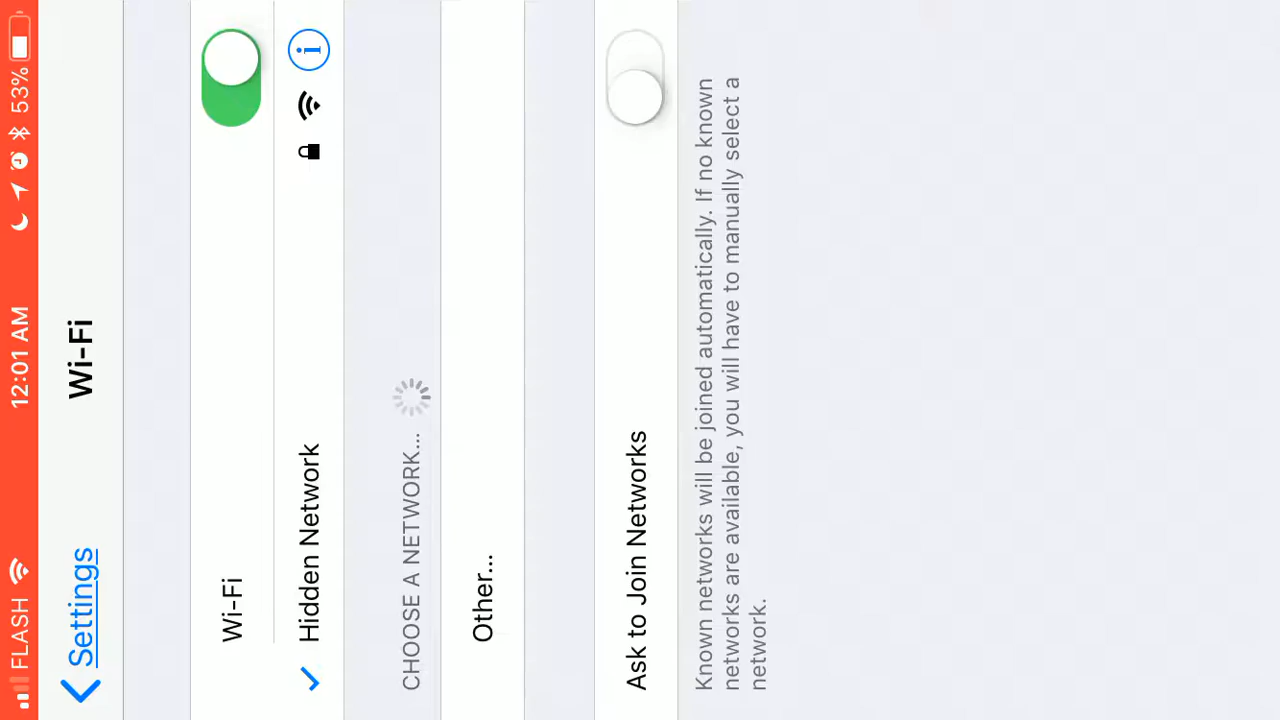 FLASH 12:01 AM 53%
Settings Wi-Fi
Wi-Fi
Hidden Network
CHOOSE A NETWORK...
Other...
Ask to Join Networks
Known networks will be joined automatically. If no known
networks are available, you will have to manually select a
network.